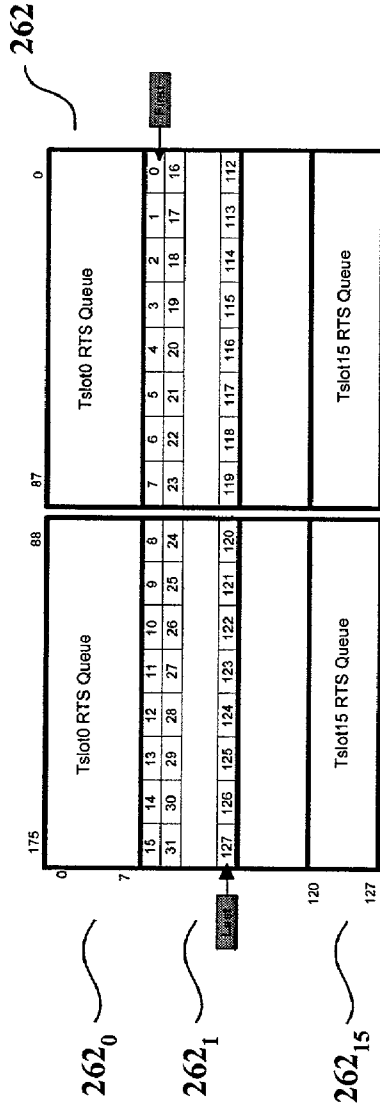 262
175 88 87 0
0
262₀ Tslot0 RTS Queue Tslot0 RTS Queue
7
15 14 13 12 11 10 9 8 7 6 5 4 3 2 1 0
31 30 29 28 27 26 25 24 23 22 21 20 19 18 17 16
262₁
127 126 125 124 123 122 121 120 119 118 117 116 115 114 113 112
120
262₁₅ Tslot15 RTS Queue Tslot15 RTS Queue
127